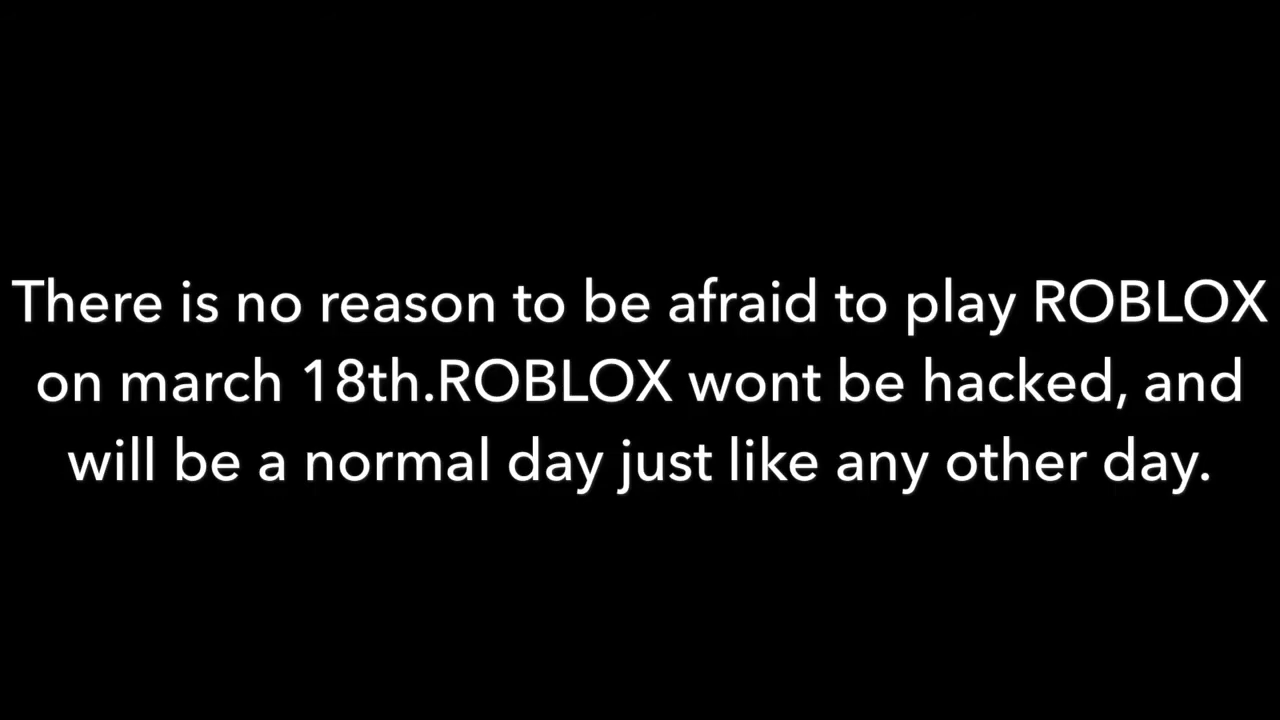 There is no reason to be afraid to play ROBLOX
on march 18th.ROBLOX wont be hacked, and
will be a normal day just like any other day.